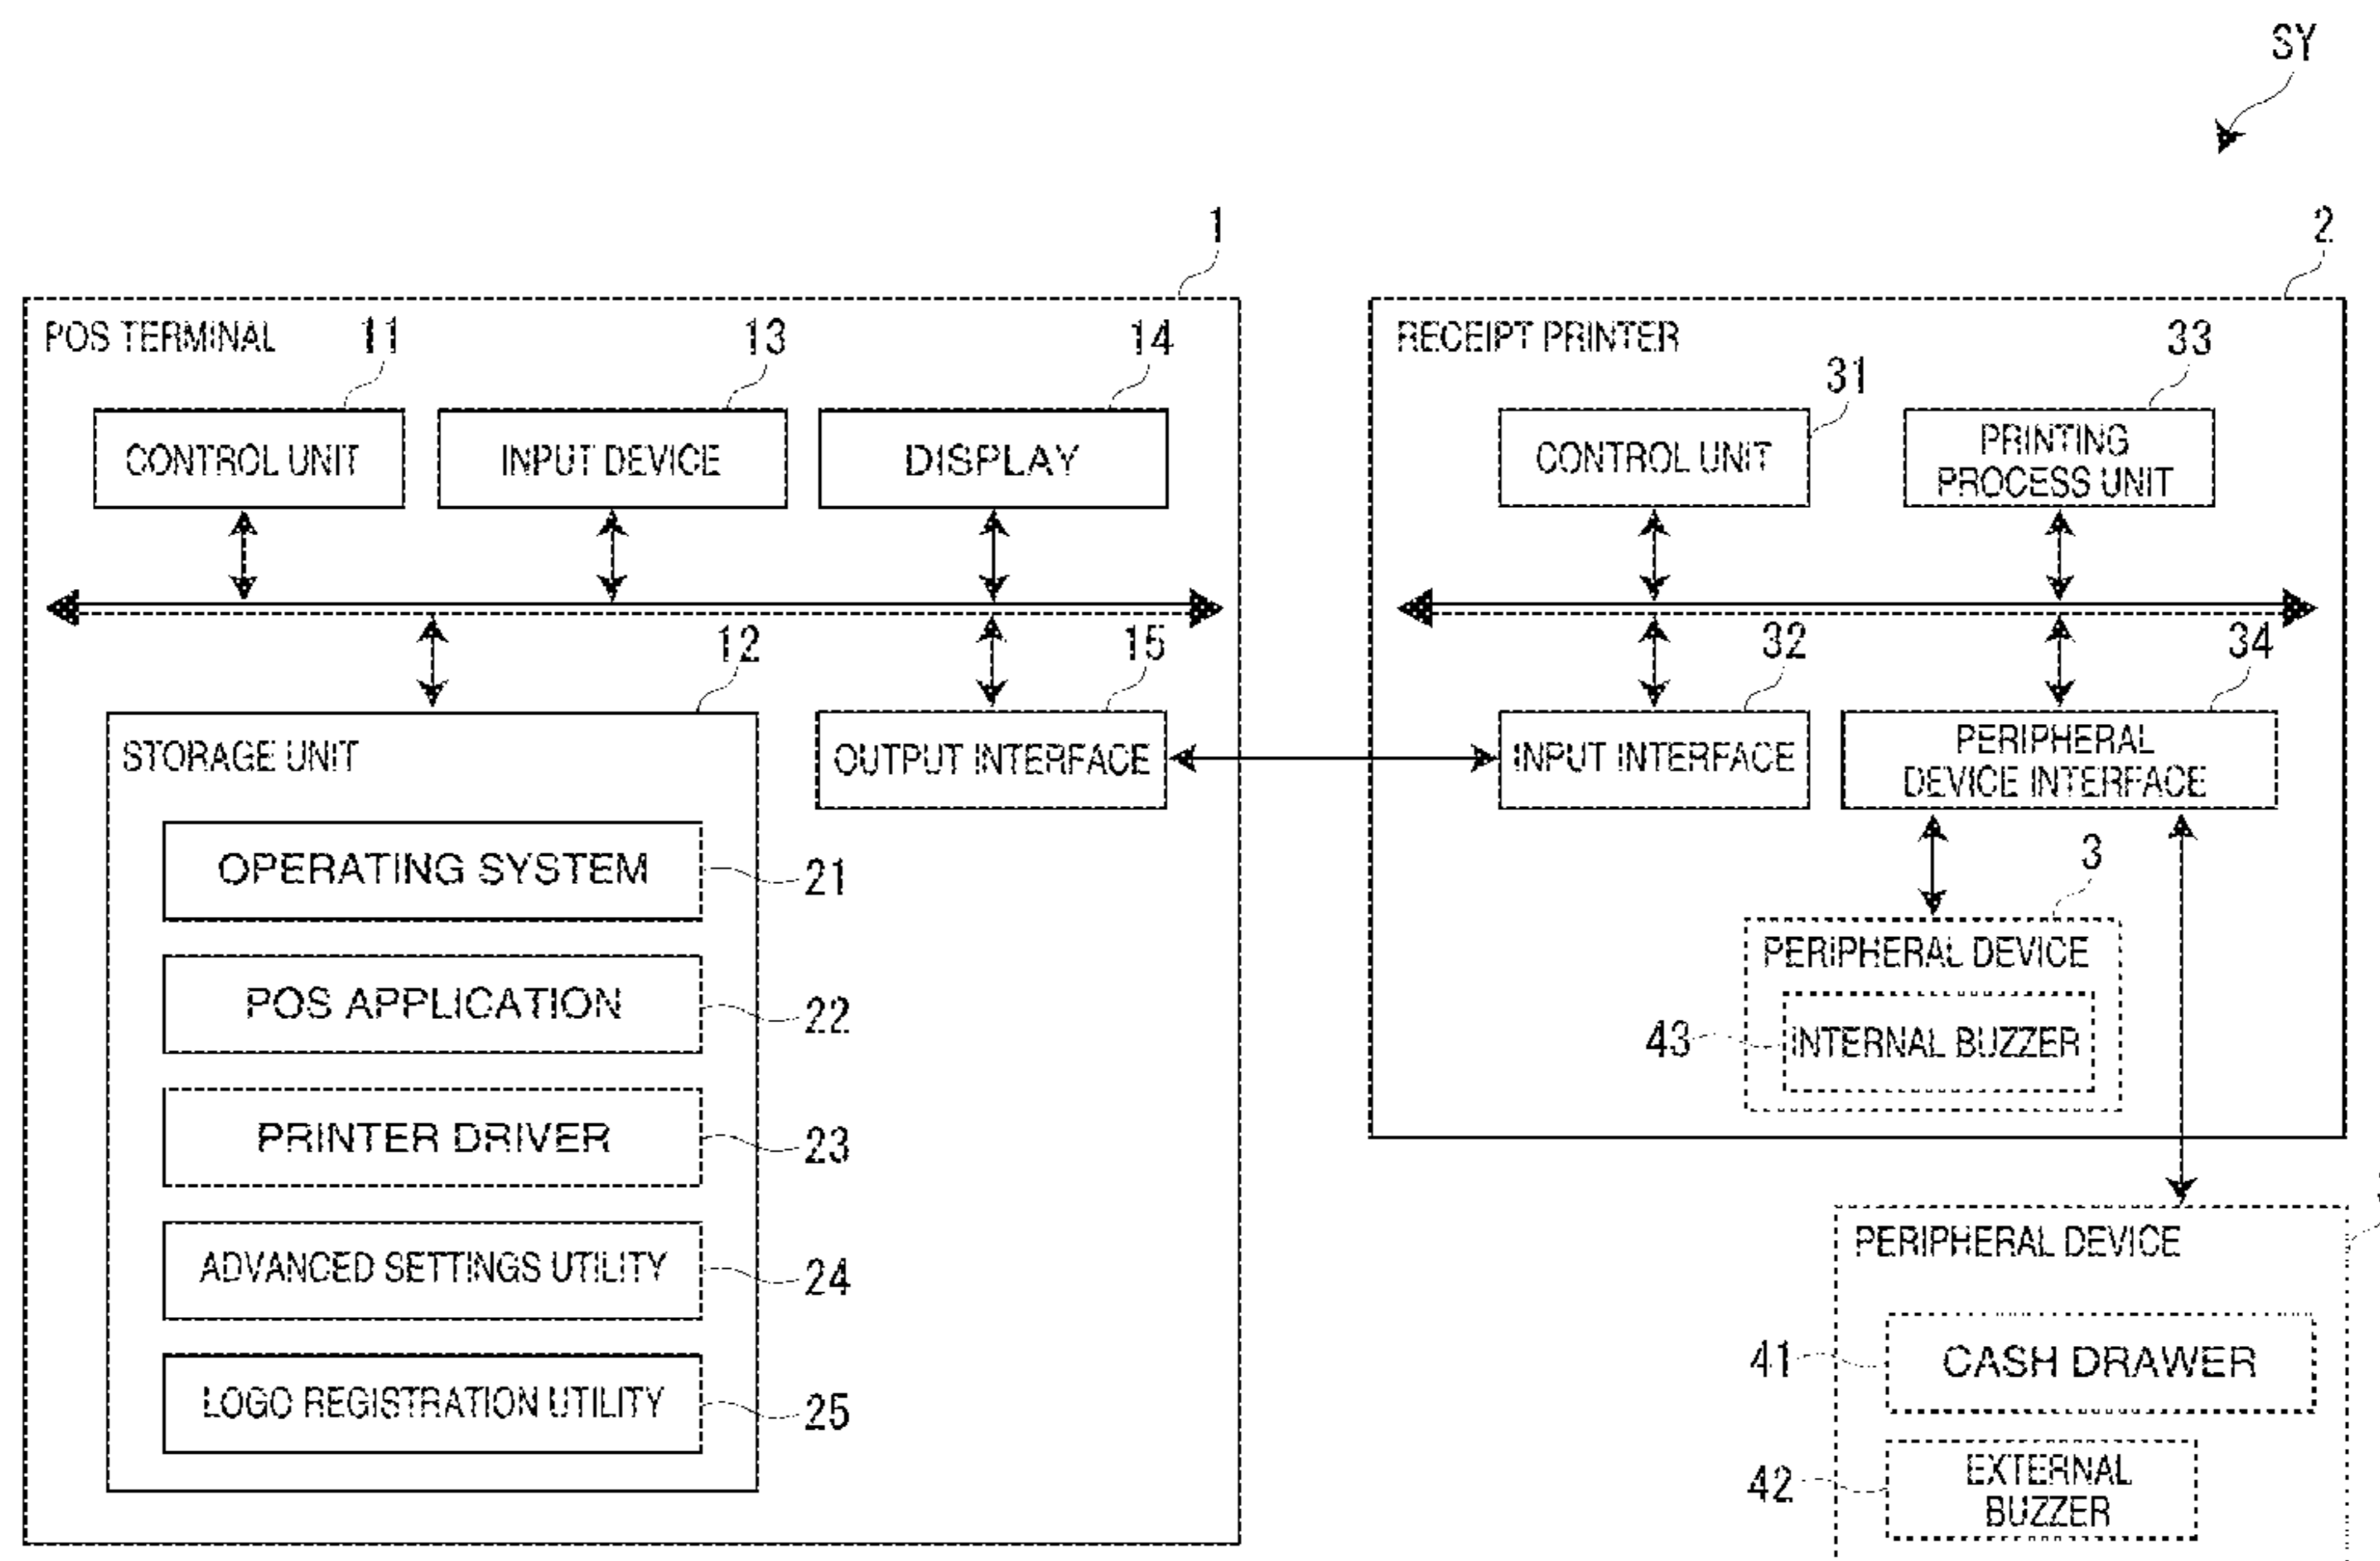 SY
1
2
POS TERMINAL
11
13
14
RECEIPT PRINTER
31
33
CONTROL UNIT
INPUT DEVICE
DISPLAY
CONTROL UNIT
PRINTING
PROCESS UNIT
12
15
32
34
STORAGE UNIT
OUTPUT INTERFACE
INPUT INTERFACE
PERIPHERAL
DEVICE INTERFACE
OPERATING SYSTEM
21
3
PERIPHERAL DEVICE
POS APPLICATION
22
43
INTERNAL BUZZER
PRINTER DRIVER
23
ADVANCED SETTINGS UTILITY
24
PERIPHERAL DEVICE
41
CASH DRAWER
LOGO REGISTRATION UTILITY
25
42
EXTERNAL
BUZZER